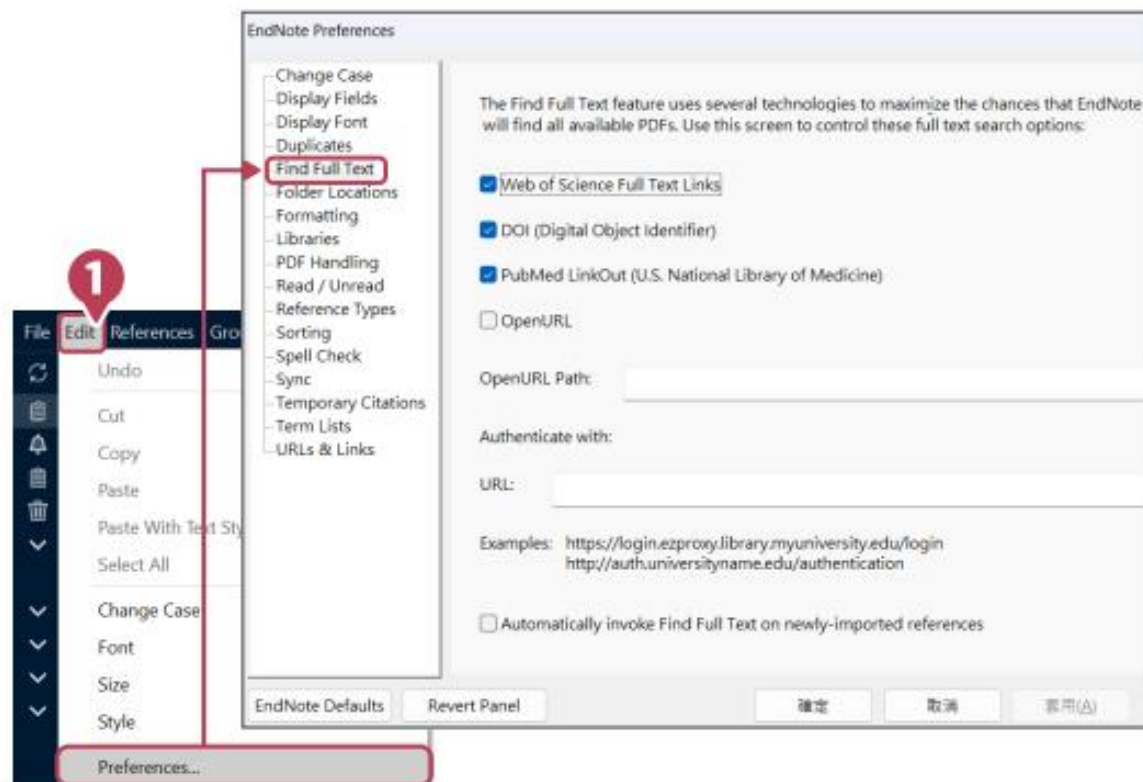 EndNote Preferences
Change Case
Display Fields
Display Font
Duplicates
Find Full Text
Folder Locations
Formatting
Libraries
PDF Handling
Read / Unread
Reference Types
Sorting
Spell Check
Sync
Temporary Citations
Term Lists
URLs & Links
The Find Full Text feature uses several technologies to maximize the chances that EndNote
will find all available PDFs. Use this screen to control these full text search options:
Web of Science Full Text Links
DOI (Digital Object Identifier)
PubMed LinkOut (U.S. National Library of Medicine)
OpenURL
OpenURL Path:
Authenticate with:
URL:
Examples: https://login.ezproxy.library.myuniversity.edu/login
http://auth.universityname.edu/authentication
Automatically invoke Find Full Text on newly-imported references
EndNote Defaults Revert Panel 確定 取消 套用(A)
1
File Edit References Gro
Undo
Cut
Copy
Paste
Paste With Text Sty
Select All
Change Case
Font
Size
Style
Preferences...